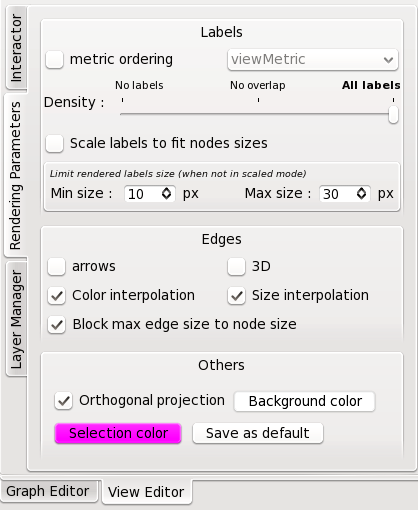 Interactor
Rendering Parameters
Layer Manager
Labels
metric ordering viewMetric
No labels No overlap All labels
Density :
Scale labels to fit nodes sizes
Limit rendered labels size (when not in scaled mode)
Min size : 10 px Max size : 30 px
Edges
arrows 3D
Color interpolation Size interpolation
Block max edge size to node size
Others
Orthogonal projection Background color
Selection color Save as default
Graph Editor View Editor